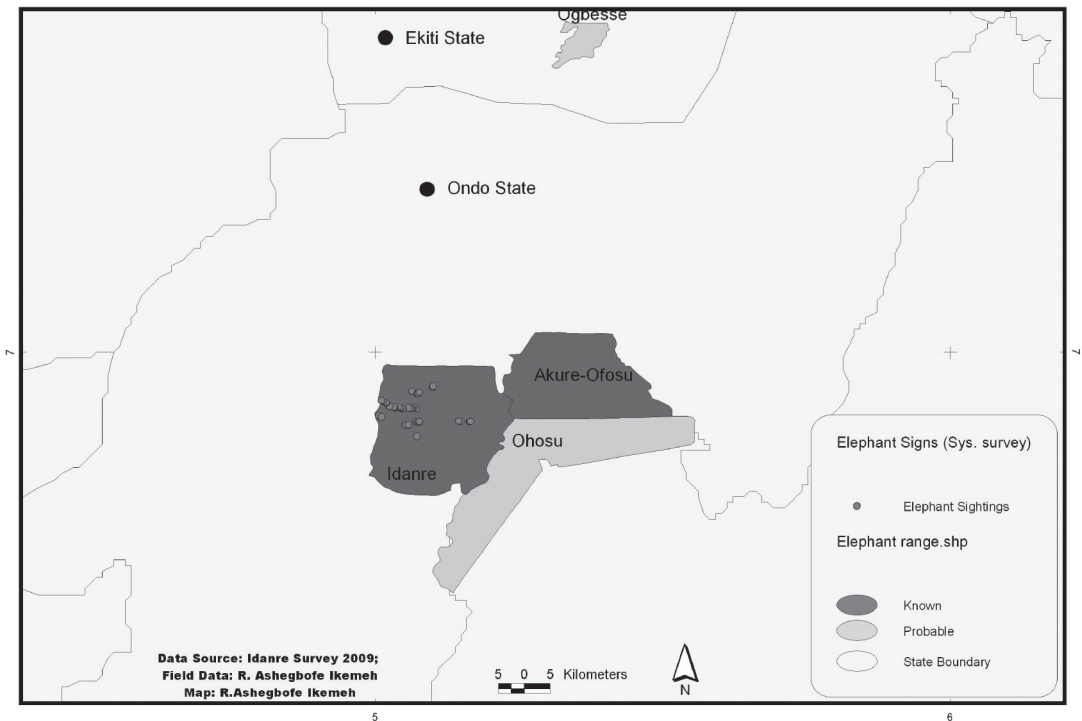 Ogbesse
Ekiti State
Ondo State
7
7
Akure-Ofosu
Ohosu
Idanre
Elephant Signs (Sys. survey)
Elephant Sightings
Elephant range.shp
Known
Probable
State Boundary
Data Source: Idanre Survey 2009;
Field Data: R. Ashegbofe Ikemeh
Map: R.Ashegbofe Ikemeh
5 0 5 Kilometers
N
5
6